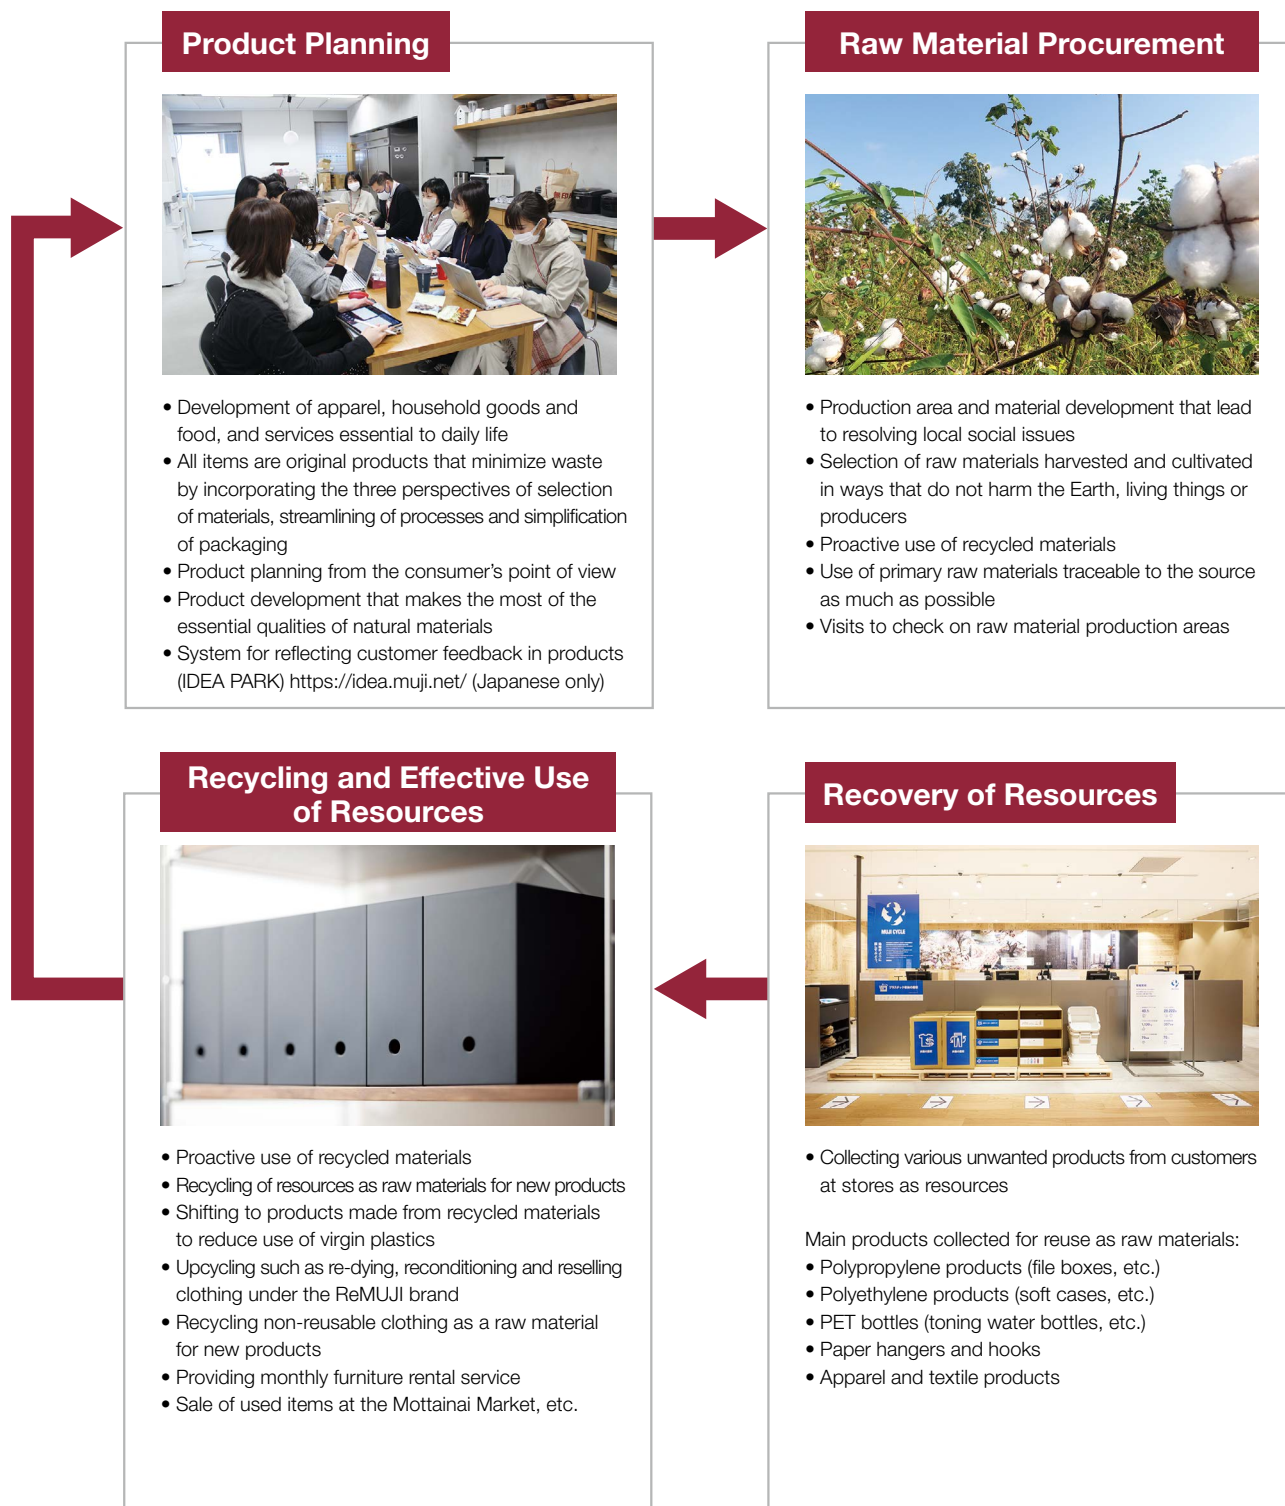 Product Planning
• Development of apparel, household goods and
food, and services essential to daily life
• All items are original products that minimize waste
by incorporating the three perspectives of selection
of materials, streamlining of processes and simplification
of packaging
• Product planning from the consumer’s point of view
• Product development that makes the most of the
essential qualities of natural materials
• System for reflecting customer feedback in products
(IDEA PARK) https://idea.muji.net/ (Japanese only)
Raw Material Procurement
• Production area and material development that lead
to resolving local social issues
• Selection of raw materials harvested and cultivated
in ways that do not harm the Earth, living things or
producers
• Proactive use of recycled materials
• Use of primary raw materials traceable to the source
as much as possible
• Visits to check on raw material production areas
Recycling and Effective Use
of Resources
• Proactive use of recycled materials
• Recycling of resources as raw materials for new products
• Shifting to products made from recycled materials
to reduce use of virgin plastics
• Upcycling such as re-dying, reconditioning and reselling
clothing under the ReMUJI brand
• Recycling non-reusable clothing as a raw material
for new products
• Providing monthly furniture rental service
• Sale of used items at the Mottainai Market, etc.
Recovery of Resources
MUJI CYCLE
• Collecting various unwanted products from customers
at stores as resources
Main products collected for reuse as raw materials:
• Polypropylene products (file boxes, etc.)
• Polyethylene products (soft cases, etc.)
• PET bottles (toning water bottles, etc.)
• Paper hangers and hooks
• Apparel and textile products